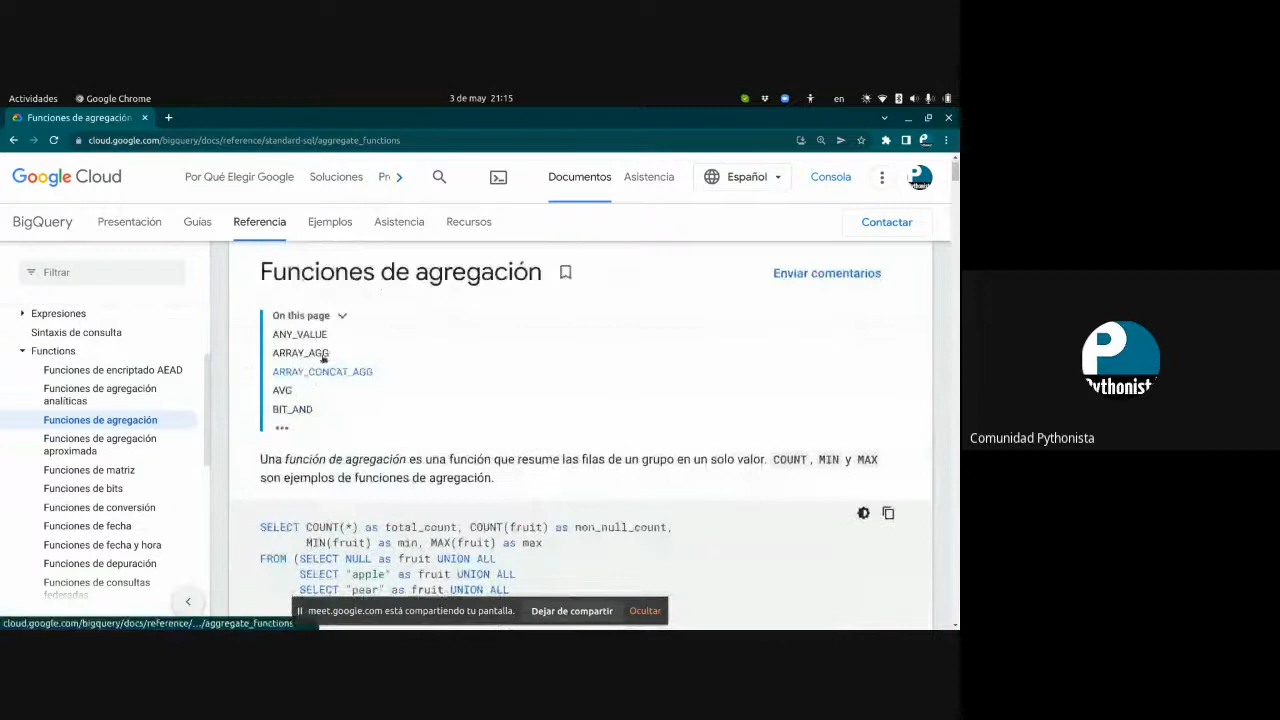 Actividades Google Chrome 3 de may 21:15 en
Funciones de agregación
cloud.google.com/bigquery/docs/reference/standard-sql/aggregate_functions
Google Cloud Por Qué Elegir Google Soluciones Pr Documentos Asistencia Español Consola
BigQuery Presentación Guías Referencia Ejemplos Asistencia Recursos Contactar
Filtrar
Expresiones
Sintaxis de consulta
Functions
Funciones de encriptado AEAD
Funciones de agregación
analíticas
Funciones de agregación
Funciones de agregación
aproximada
Funciones de matriz
Funciones de bits
Funciones de conversión
Funciones de fecha
Funciones de fecha y hora
Funciones de depuración
Funciones de consultas
federadas
cloud.google.com/bigquery/docs/reference/.../aggregate_functions
Funciones de agregación
Enviar comentarios
On this page
ANY_VALUE
ARRAY_AGG
ARRAY_CONCAT_AGG
AVG
BIT_AND
•••
Una función de agregación es una función que resume las filas de un grupo en un solo valor. COUNT, MIN y MAX
son ejemplos de funciones de agregación.
SELECT COUNT(*) as total_count, COUNT(fruit) as non_null_count,
MIN(fruit) as min, MAX(fruit) as max
FROM (SELECT NULL as fruit UNION ALL
SELECT "apple" as fruit UNION ALL
SELECT "pear" as fruit UNION ALL
meet.google.com está compartiendo tu pantalla. Dejar de compartir Ocultar
Pythonist
Comunidad Pythonista